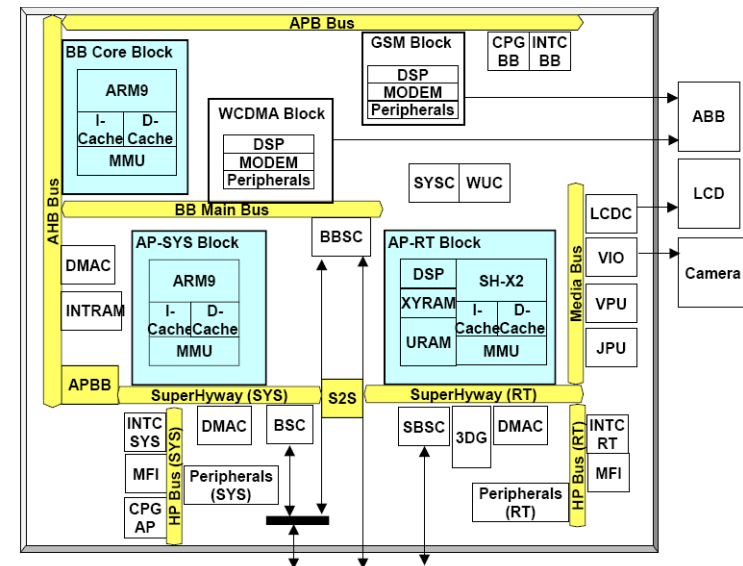 APB Bus
BB Core Block
ARM9
I-
Cache
D-
Cache
MMU
GSM Block
DSP
MODEM
Peripherals
CPG
BB
INTC
BB
WCDMA Block
DSP
MODEM
Peripherals
ABB
SYSC
WUC
LCD
AHB Bus
BB Main Bus
BBSC
AP-SYS Block
ARM9
I-
Cache
D-
Cache
MMU
AP-RT Block
DSP
XYRAM
URAM
SH-X2
I-
Cache
D-
Cache
MMU
Media Bus
LCDC
VIO
VPU
JPU
Camera
DMAC
INTRAM
APBB
SuperHyway (SYS)
S2S
SuperHyway (RT)
INTC
SYS
MFI
CPG
AP
HP Bus (SYS)
DMAC
BSC
Peripherals
(SYS)
SBSC
3DG
DMAC
Peripherals
(RT)
HP Bus (RT)
INTC
RT
MFI